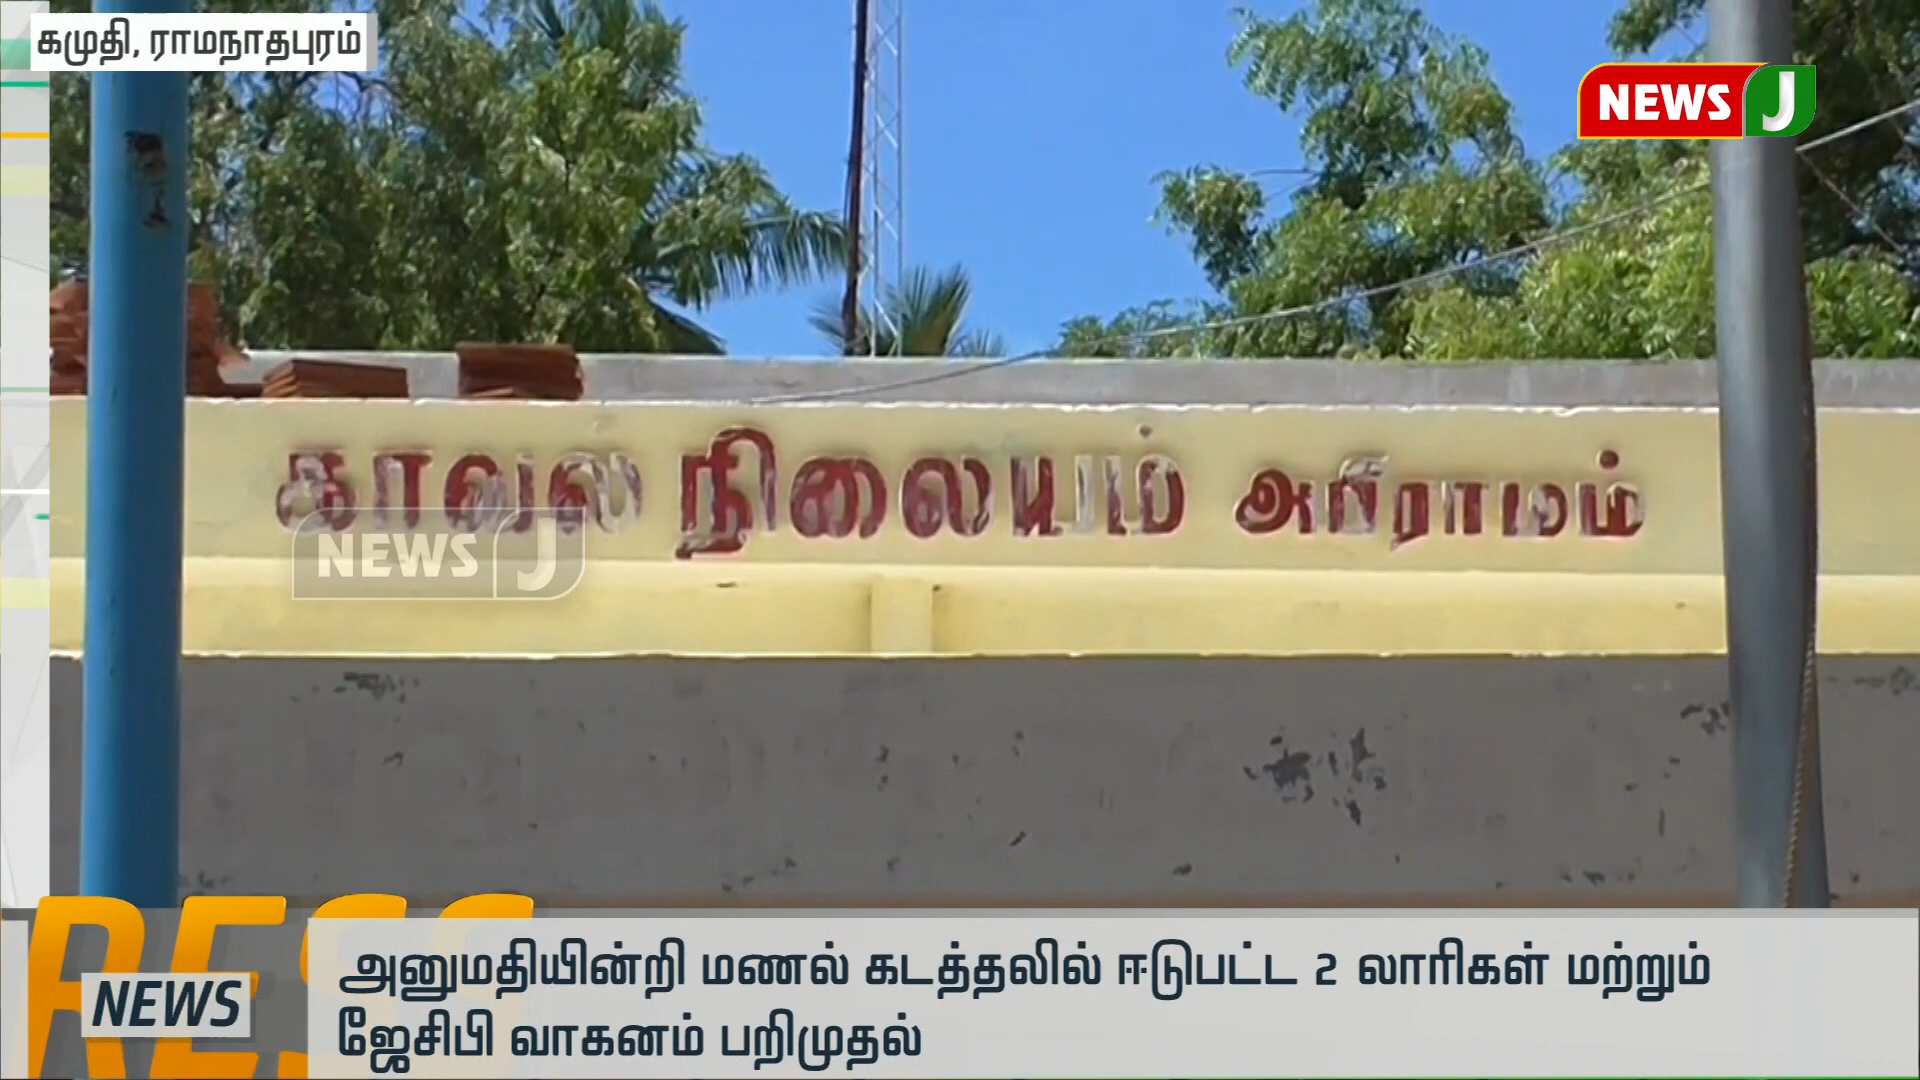 கமுதி, ராமநாதபுரம்
NEWS J
காவல் நிலையம் அபிராமம்
NEWS J
RESS
NEWS
அனுமதியின்றி மணல் கடத்தலில் ஈடுபட்ட 2 லாரிகள் மற்றும்
ஜேசிபி வாகனம் பறிமுதல்